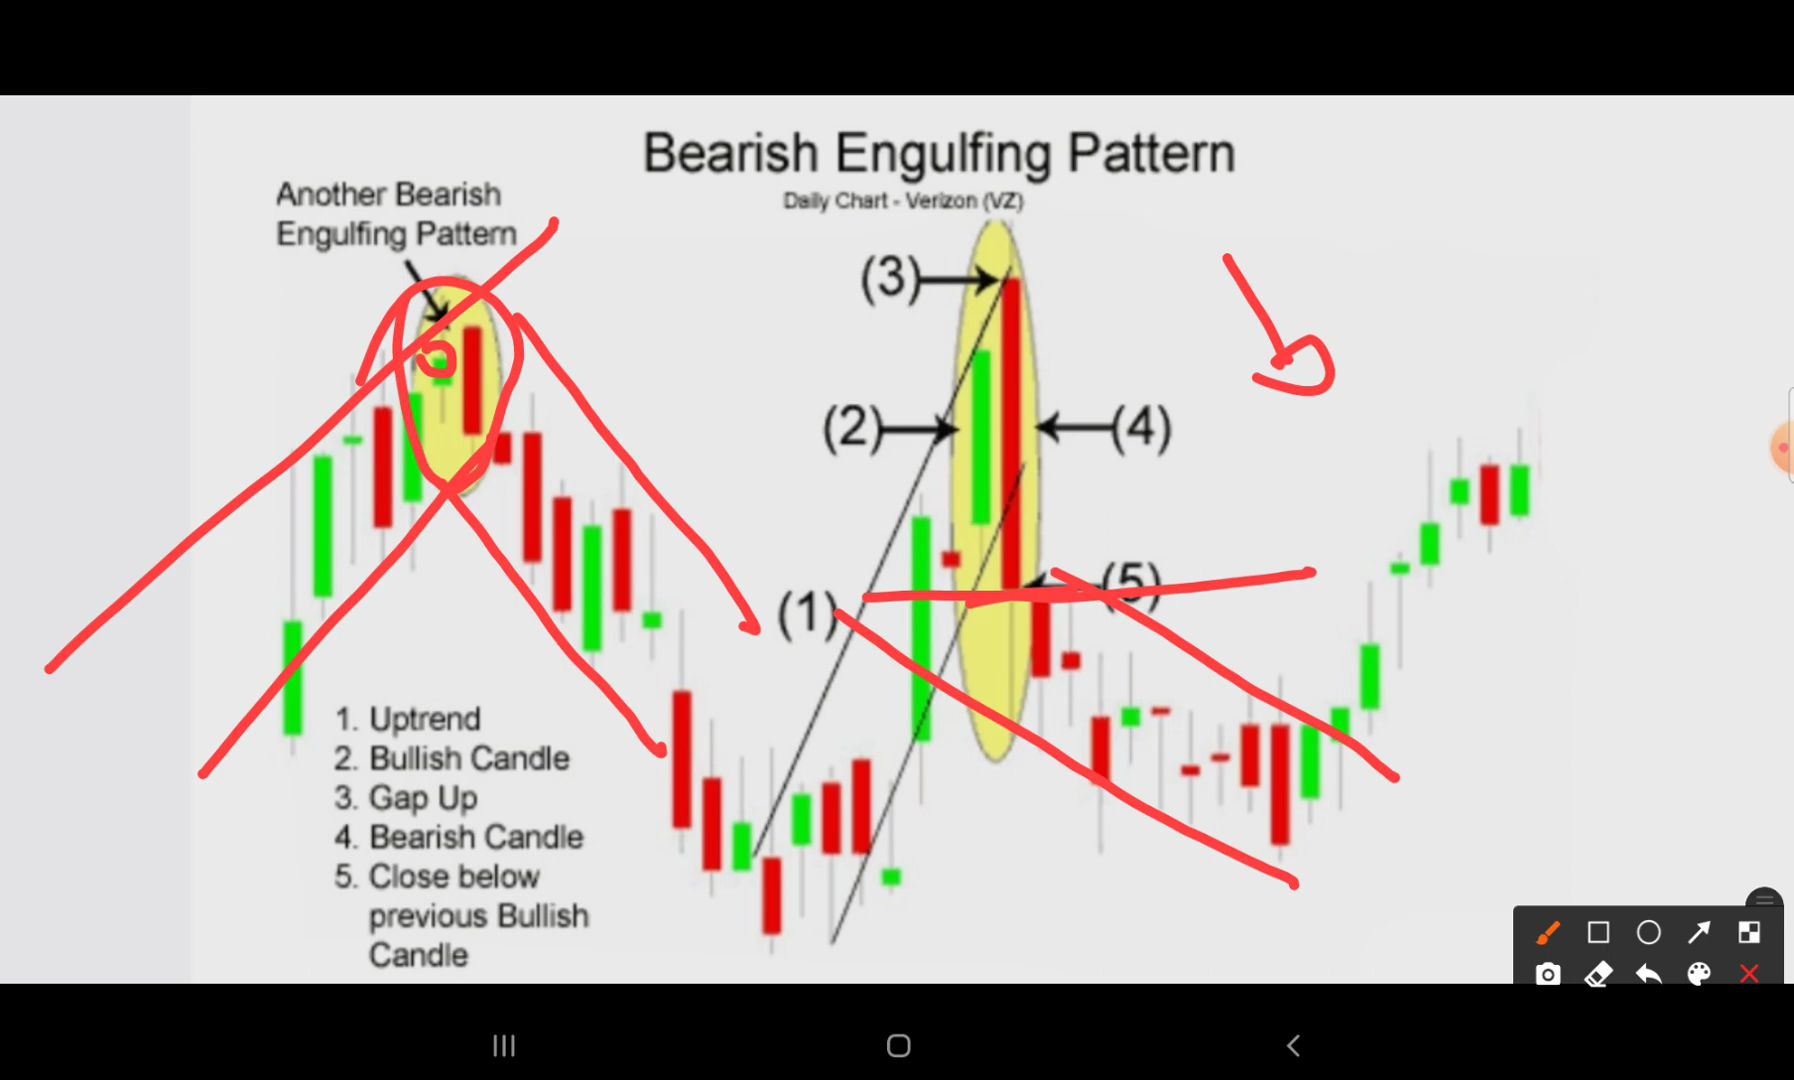 Bearish Engulfing Pattern
Daily Chart - Verizon (VZ)
Another Bearish
Engulfing Pattern
(3)
(2)
(4)
(5)
(1)
1. Uptrend
2. Bullish Candle
3. Gap Up
4. Bearish Candle
5. Close below
previous Bullish
Candle